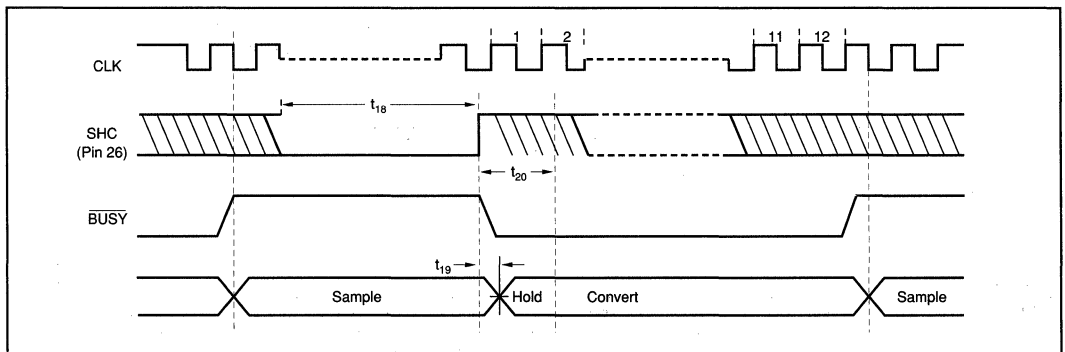 1 2 11 12
CLK
t18
SHC
(Pin 26)
t20
BUSY
t19
Sample Hold Convert Sample